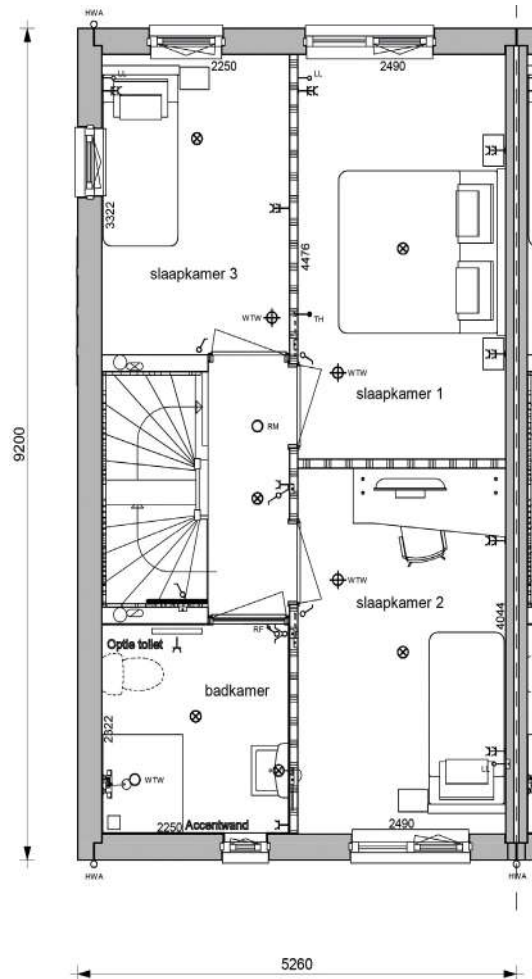 HWA
2250
2490
LL
LL
3322
4476
slaapkamer 3
WTW
TH
WTW
slaapkamer 1
RM
9200
WTW
slaapkamer 2
4044
RF
Optie toilet
badkamer
2322
WTW
LL
2250
Accentwand
2490
HWA
HWA
5260